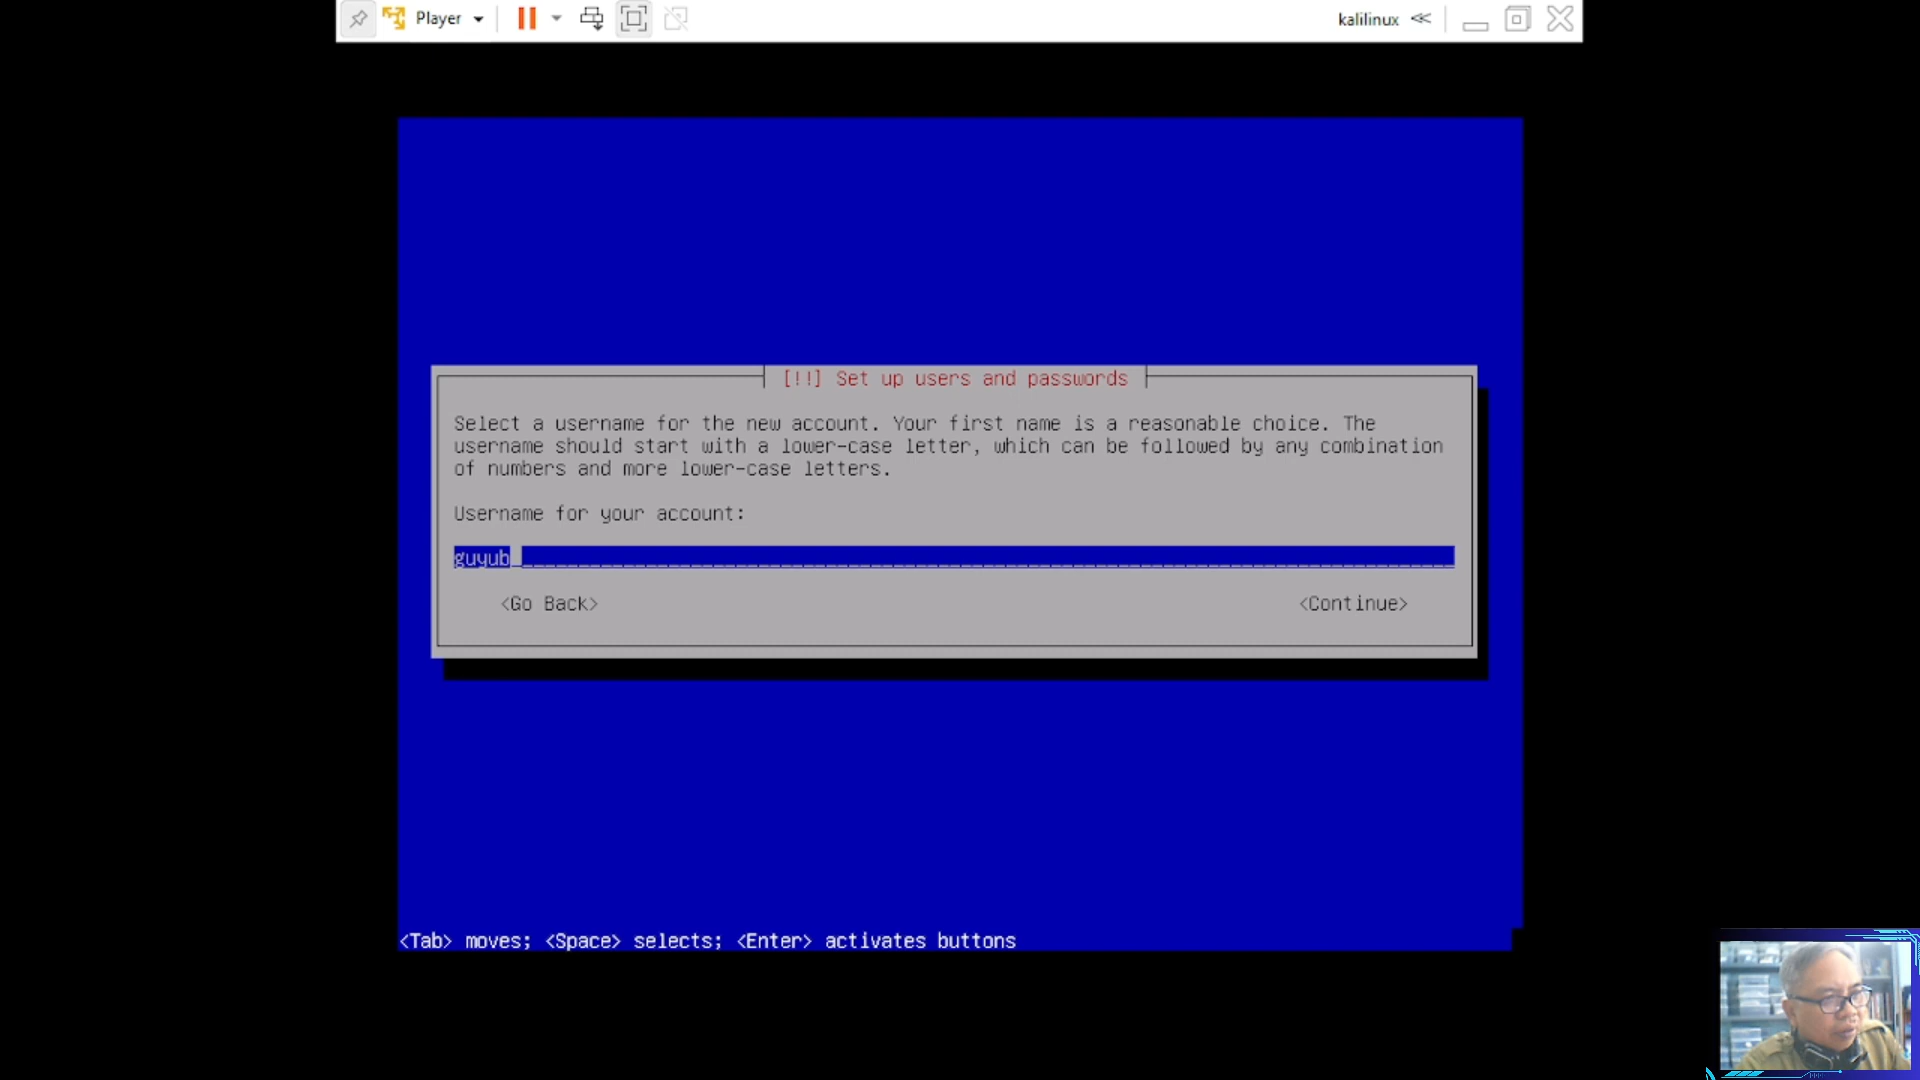 Player
kalilinux
[!!] Set up users and passwords
Select a username for the new account. Your first name is a reasonable choice. The
username should start with a lower-case letter, which can be followed by any combination
of numbers and more lower-case letters.
Username for your account:
guyub
<Go Back> <Continue>
<Tab> moves; <Space> selects; <Enter> activates buttons